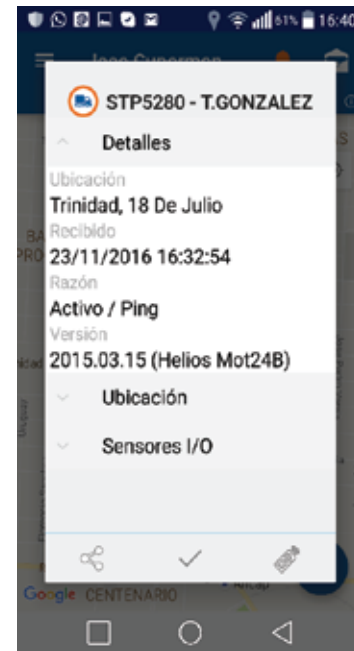 61% 16:40
STP5280 - T.GONZALEZ
Detalles
Ubicación
Trinidad, 18 De Julio
Recibido
23/11/2016 16:32:54
Razón
Activo / Ping
Versión
2015.03.15 (Helios Mot24B)
Ubicación
Sensores I/O
Google CENTENARIO